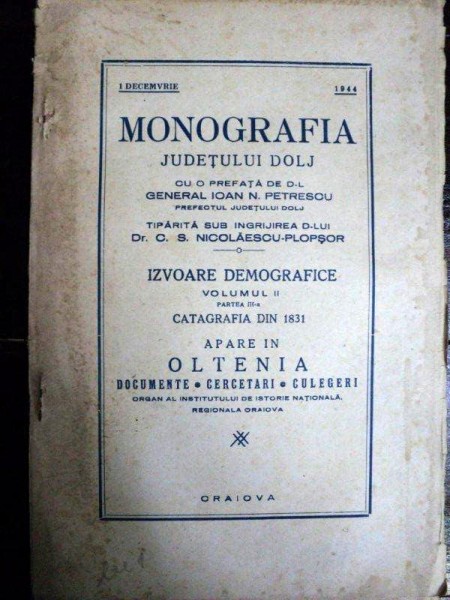 1 DECEMVRIE 1944
MONOGRAFIA
JUDEŢULUI DOLJ
CU O PREFAŢĂ DE D-L
GENERAL IOAN N. PETRESCU
PREFECTUL JUDEŢULUI DOLJ
TIPĂRITĂ SUB INGRIJIREA D-LUI
Dr. C. S. NICOLĂESCU-PLOPŞOR
IZVOARE DEMOGRAFICE
VOLUMUL II
PARTEA III-a
CATAGRAFIA DIN 1831
APARE IN
OLTENIA
DOCUMENTE • CERCETARI • CULEGERI
ORGAN AL INSTITUTULUI DE ISTORIE NAŢIONALĂ,
REGIONALA CRAIOVA
CRAIOVA